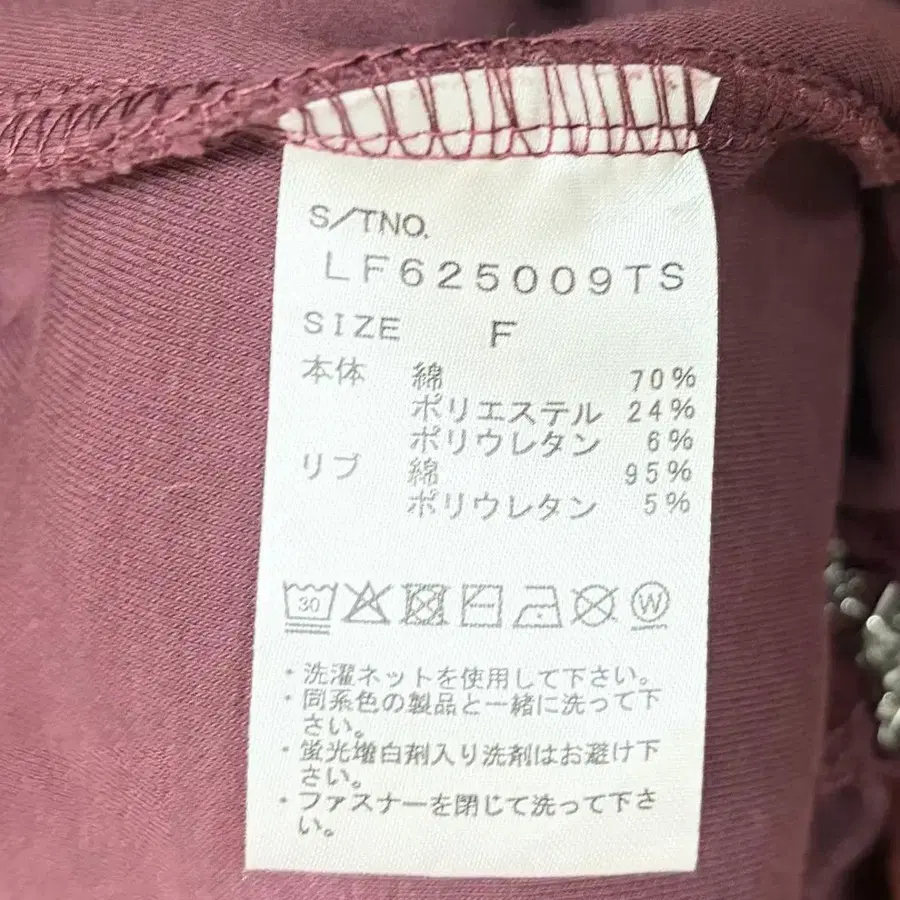 S/TNO.
LF625009TS
SIZE F
本体 綿 70%
ポリエステル 24%
ポリウレタン 6%
リブ 綿 95%
ポリウレタン 5%
30 W
・洗濯ネットを使用して下さい。
・同系色の製品と一緒に洗って下
さい。
・蛍光増白剤入り洗剤はお避け下
さい。
・ファスナーを閉じて洗って下さ
い。